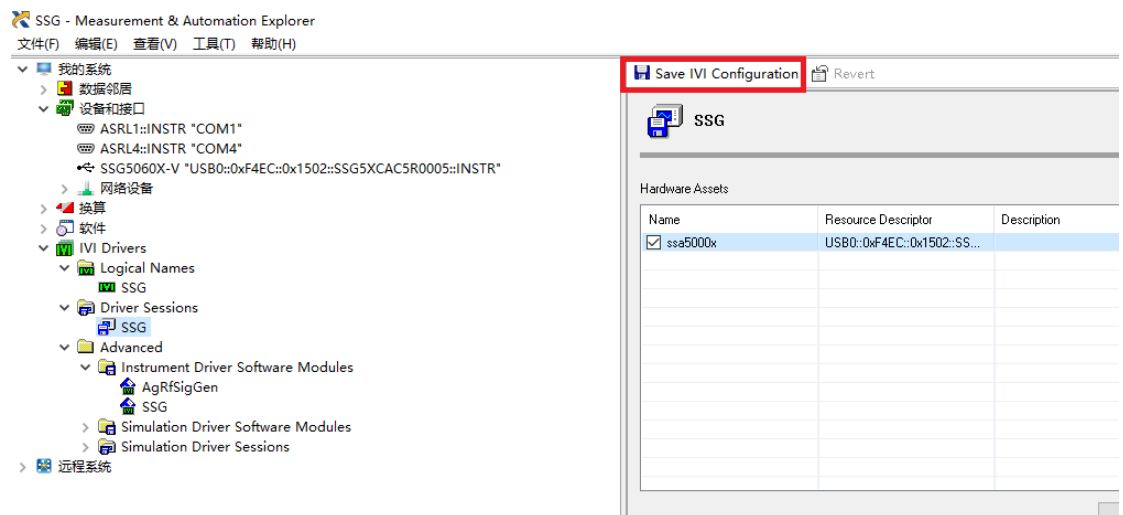 SSG - Measurement & Automation Explorer
文件(F) 编辑(E) 查看(V) 工具(T) 帮助(H)
我的系统
数据邻居
设备和接口
ASRL1::INSTR "COM1"
ASRL4::INSTR "COM4"
SSG5060X-V "USB0::0xF4EC::0x1502::SSG5XCAC5R0005::INSTR"
网络设备
换算
软件
IVI Drivers
Logical Names
SSG
Driver Sessions
SSG
Advanced
Instrument Driver Software Modules
AgRfSigGen
SSG
Simulation Driver Software Modules
Simulation Driver Sessions
远程系统
Save IVI Configuration Revert
SSG
Hardware Assets
Name Resource Descriptor Description
ssa5000x USB0::0xF4EC::0x1502::SS...